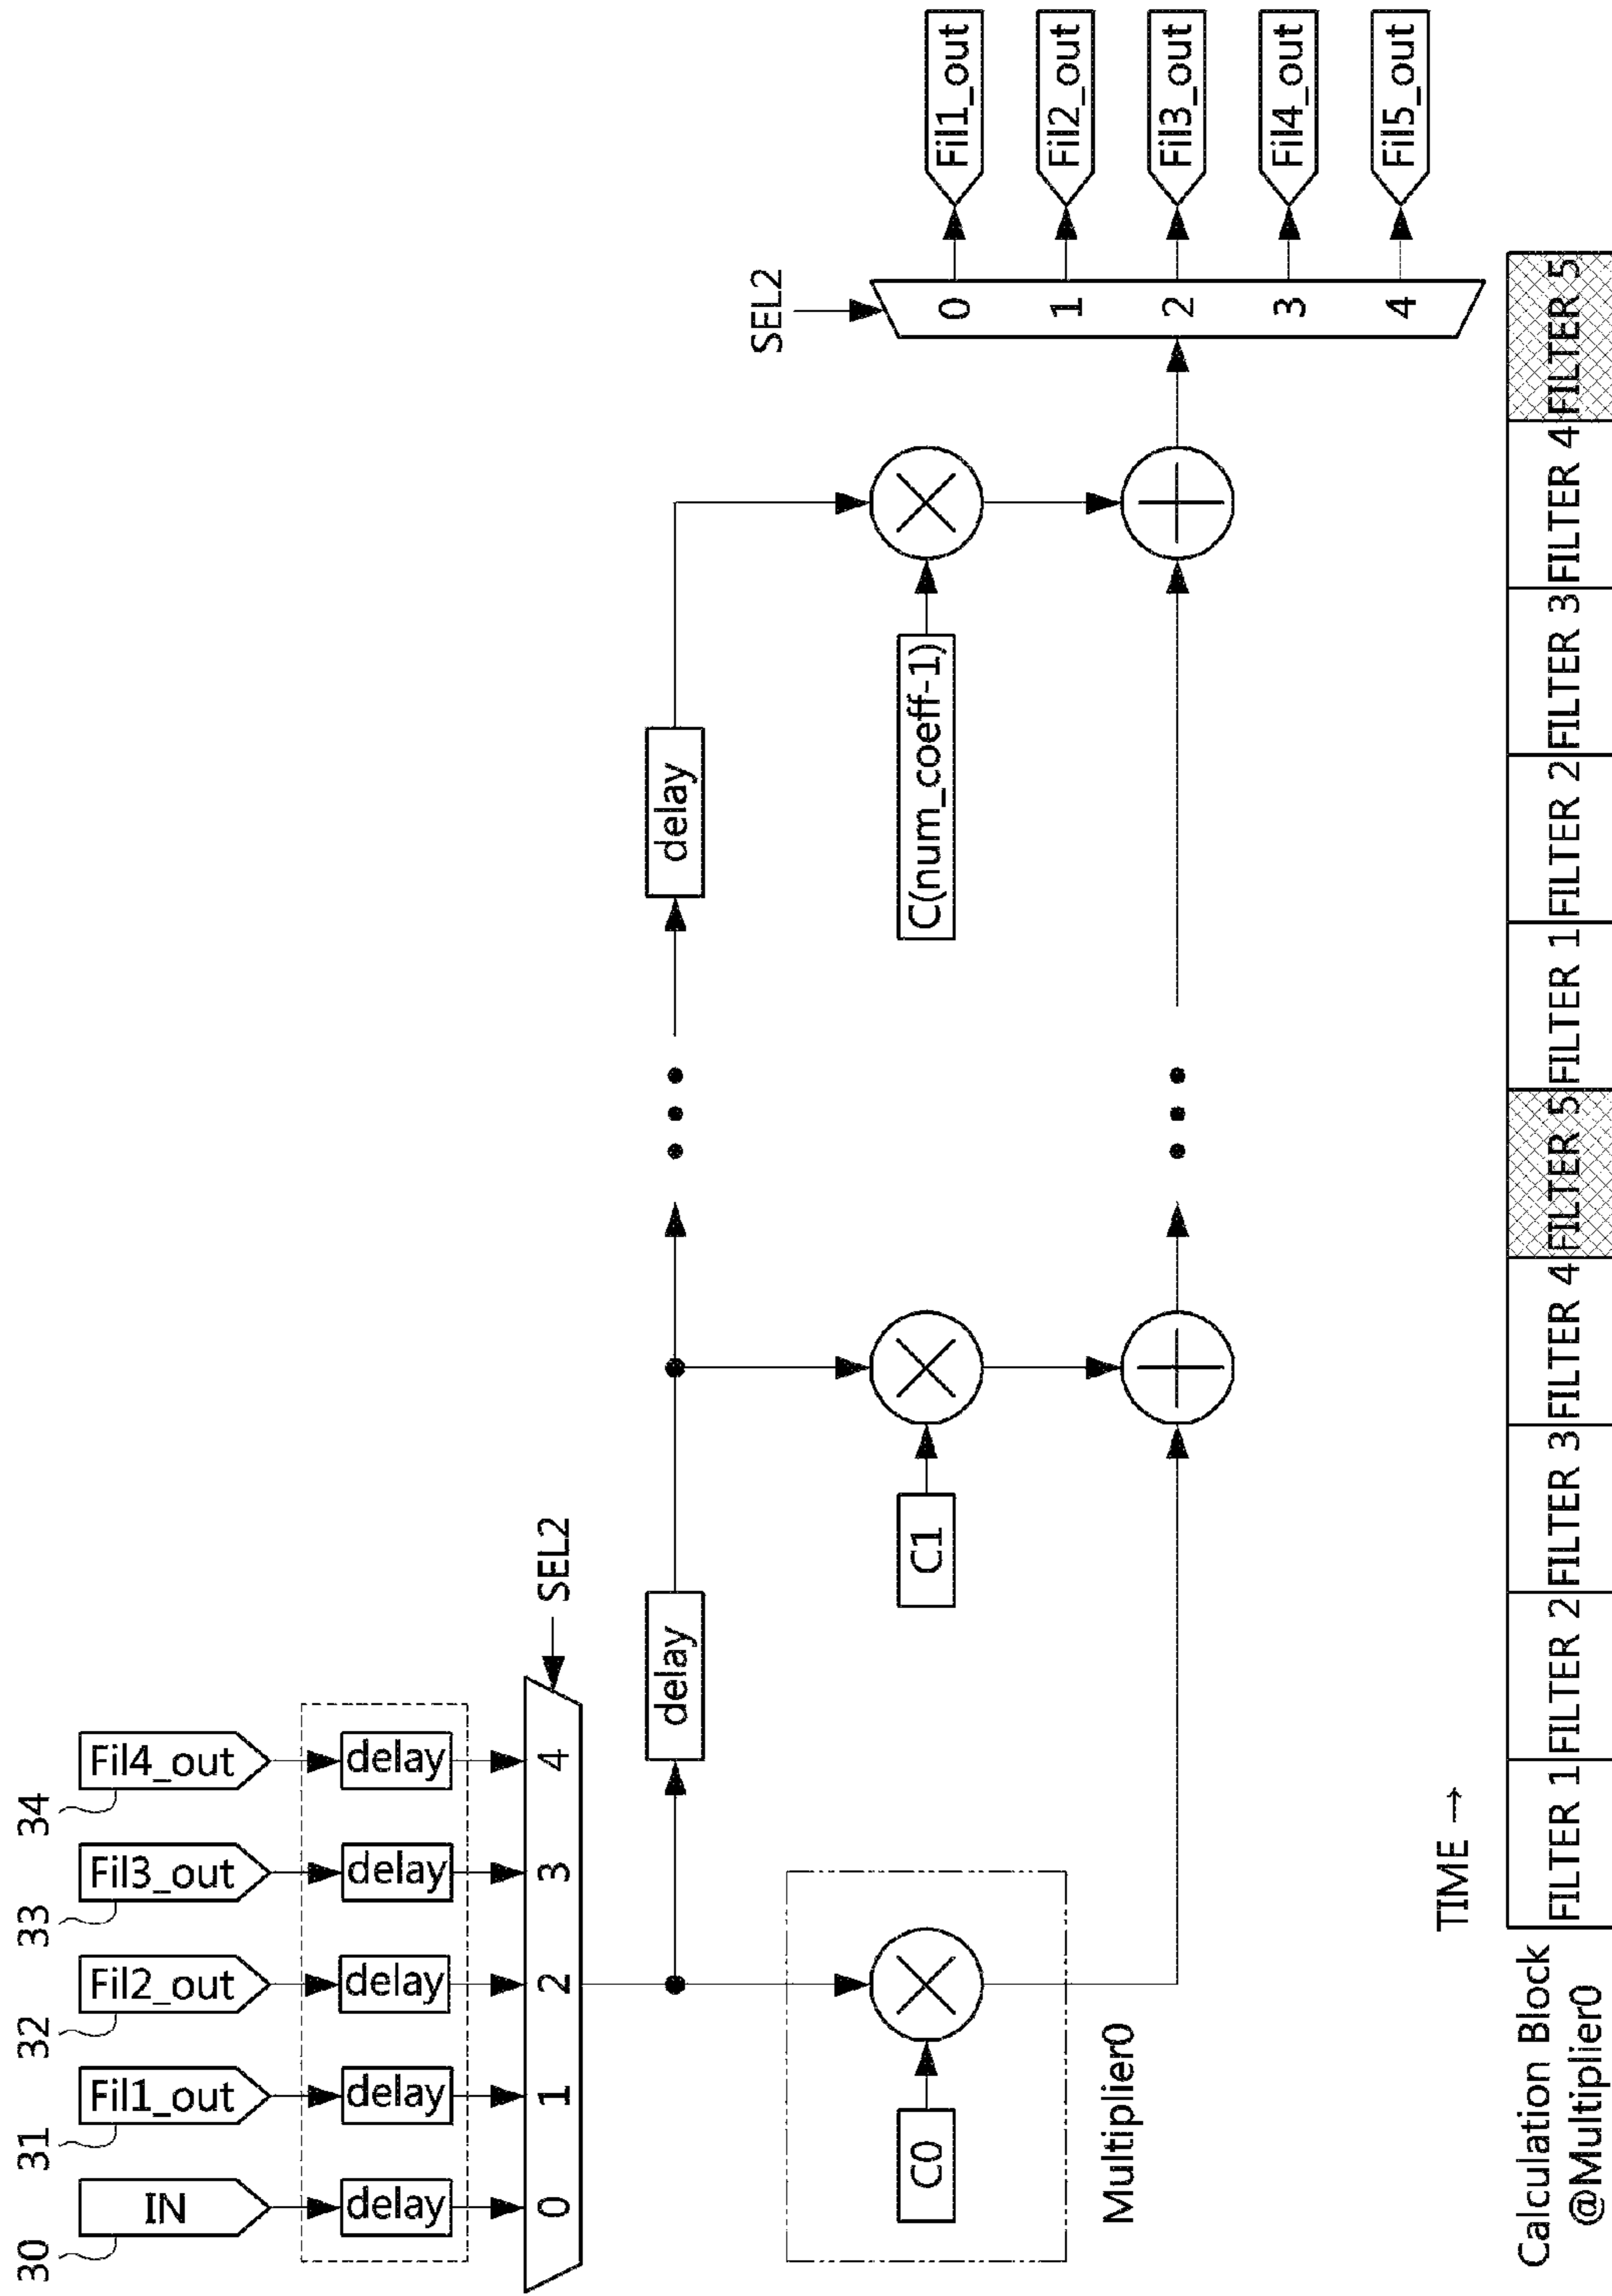 30 31 32 33 34
IN Fil1_out Fil2_out Fil3_out Fil4_out
delay delay delay delay delay
0 1 2 3 4
SEL2
delay
delay
SEL2
C0
C1
C(num_coeff-1)
Multiplier0
0 Fil1_out
1 Fil2_out
2 Fil3_out
3 Fil4_out
4 Fil5_out
TIME →
Calculation Block
@Multiplier0
FILTER 1 FILTER 2 FILTER 3 FILTER 4 FILTER 5 FILTER 1 FILTER 2 FILTER 3 FILTER 4 FILTER 5